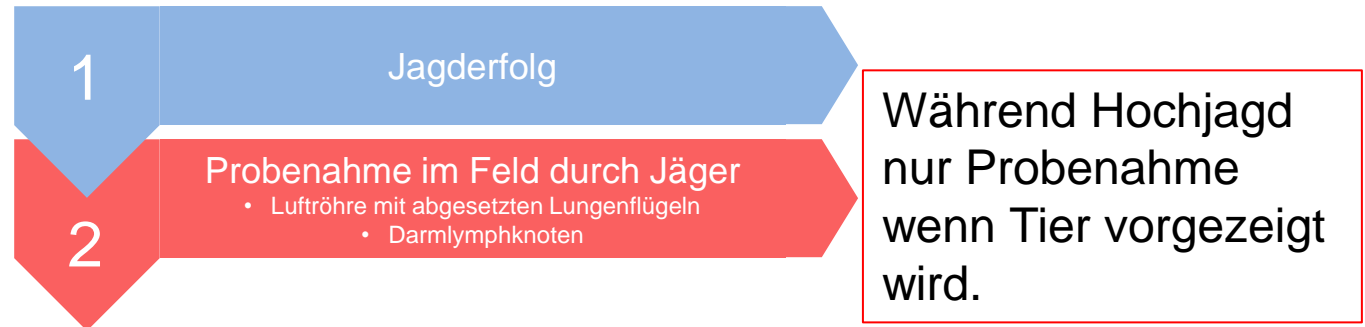 1
Jagderfolg
2
Probenahme im Feld durch Jäger
• Luftröhre mit abgesetzten Lungenflügeln
• Darmlymphknoten
Während Hochjagd
nur Probenahme
wenn Tier vorgezeigt
wird.